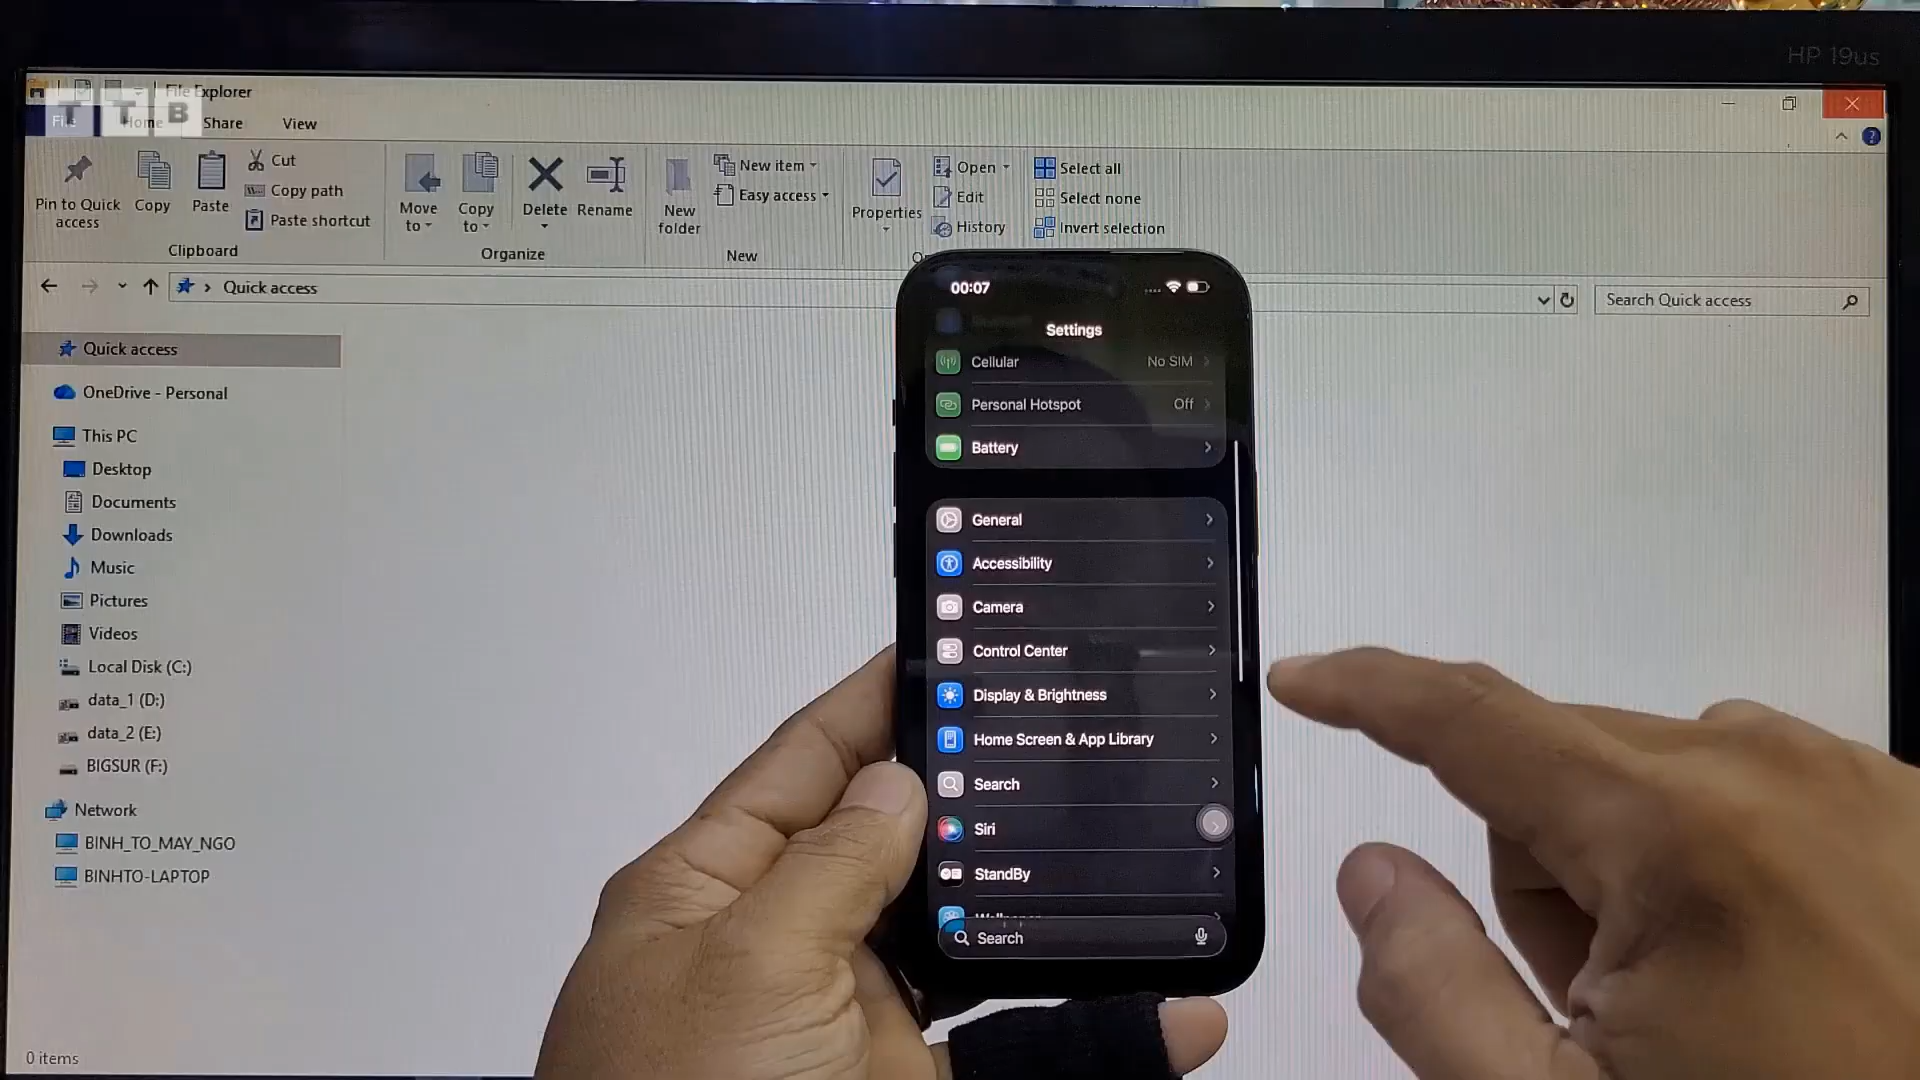 HP 19us
File Explorer
T T B
File
Home
Share
View
Pin to Quick access
Copy
Paste
Cut
Copy path
Paste shortcut
Clipboard
Move to
Copy to
Delete
Rename
Organize
New folder
New item
Easy access
New
Properties
Open
Edit
History
Select all
Select none
Invert selection
Quick access
Search Quick access
Quick access
OneDrive - Personal
This PC
Desktop
Documents
Downloads
Music
Pictures
Videos
Local Disk (C:)
data_1 (D:)
data_2 (E:)
BIGSUR (F:)
Network
BINH_TO_MAY_NGO
BINHTO-LAPTOP
0 items
00:07
Settings
Cellular No SIM
Personal Hotspot Off
Battery
General
Accessibility
Camera
Control Center
Display & Brightness
Home Screen & App Library
Search
Siri
StandBy
Search